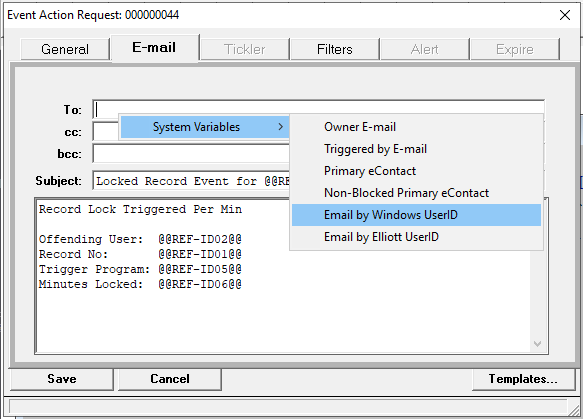 Event Action Request: 000000044
General E-mail Tickler Filters Alert Expire
To:
System Variables
Owner E-mail
Triggered by E-mail
Primary eContact
Non-Blocked Primary eContact
Email by Windows UserID
Email by Elliott UserID
cc:
bcc:
Subject: Locked Record Event for @@REF
Record Lock Triggered Per Min
Offending User: @@REF-ID02@@
Record No: @@REF-ID01@@
Trigger Program: @@REF-ID05@@
Minutes Locked: @@REF-ID06@@
Save Cancel Templates...